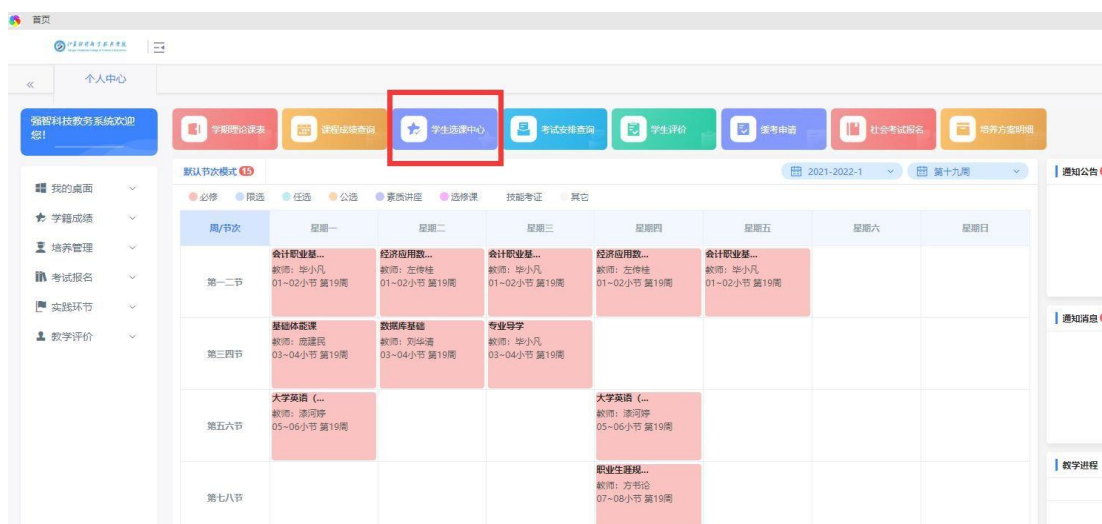 首页
个人中心
强智科技教务系统欢迎
您!
学期理论课表
课程成绩查询
学生选课中心
考试安排查询
学生评价
缓考申请
社会考试报名
培养方案明细
默认节次模式 15
2021-2022-1
第十九周
通知公告
我的桌面
学籍成绩
培养管理
考试报名
实践环节
教学评价
必修 限选 任选 公选 素质讲座 选修课 技能考证 其它
周/节次 星期一 星期二 星期三 星期四 星期五 星期六 星期日
第一二节
会计职业基...
教师: 毕小凡
01~02小节 第19周
经济应用数...
教师: 左传桂
01~02小节 第19周
会计职业基...
教师: 毕小凡
01~02小节 第19周
经济应用数...
教师: 左传桂
01~02小节 第19周
会计职业基...
教师: 毕小凡
01~02小节 第19周
通知消息
第三四节
基础体能课
教师: 庞建民
03~04小节 第19周
数据库基础
教师: 刘华清
03~04小节 第19周
专业导学
教师: 毕小凡
03~04小节 第19周
第五六节
大学英语（...
教师: 漆河婷
05~06小节 第19周
大学英语（...
教师: 漆河婷
05~06小节 第19周
教学进程
第七八节
职业生涯规...
教师: 方书论
07~08小节 第19周